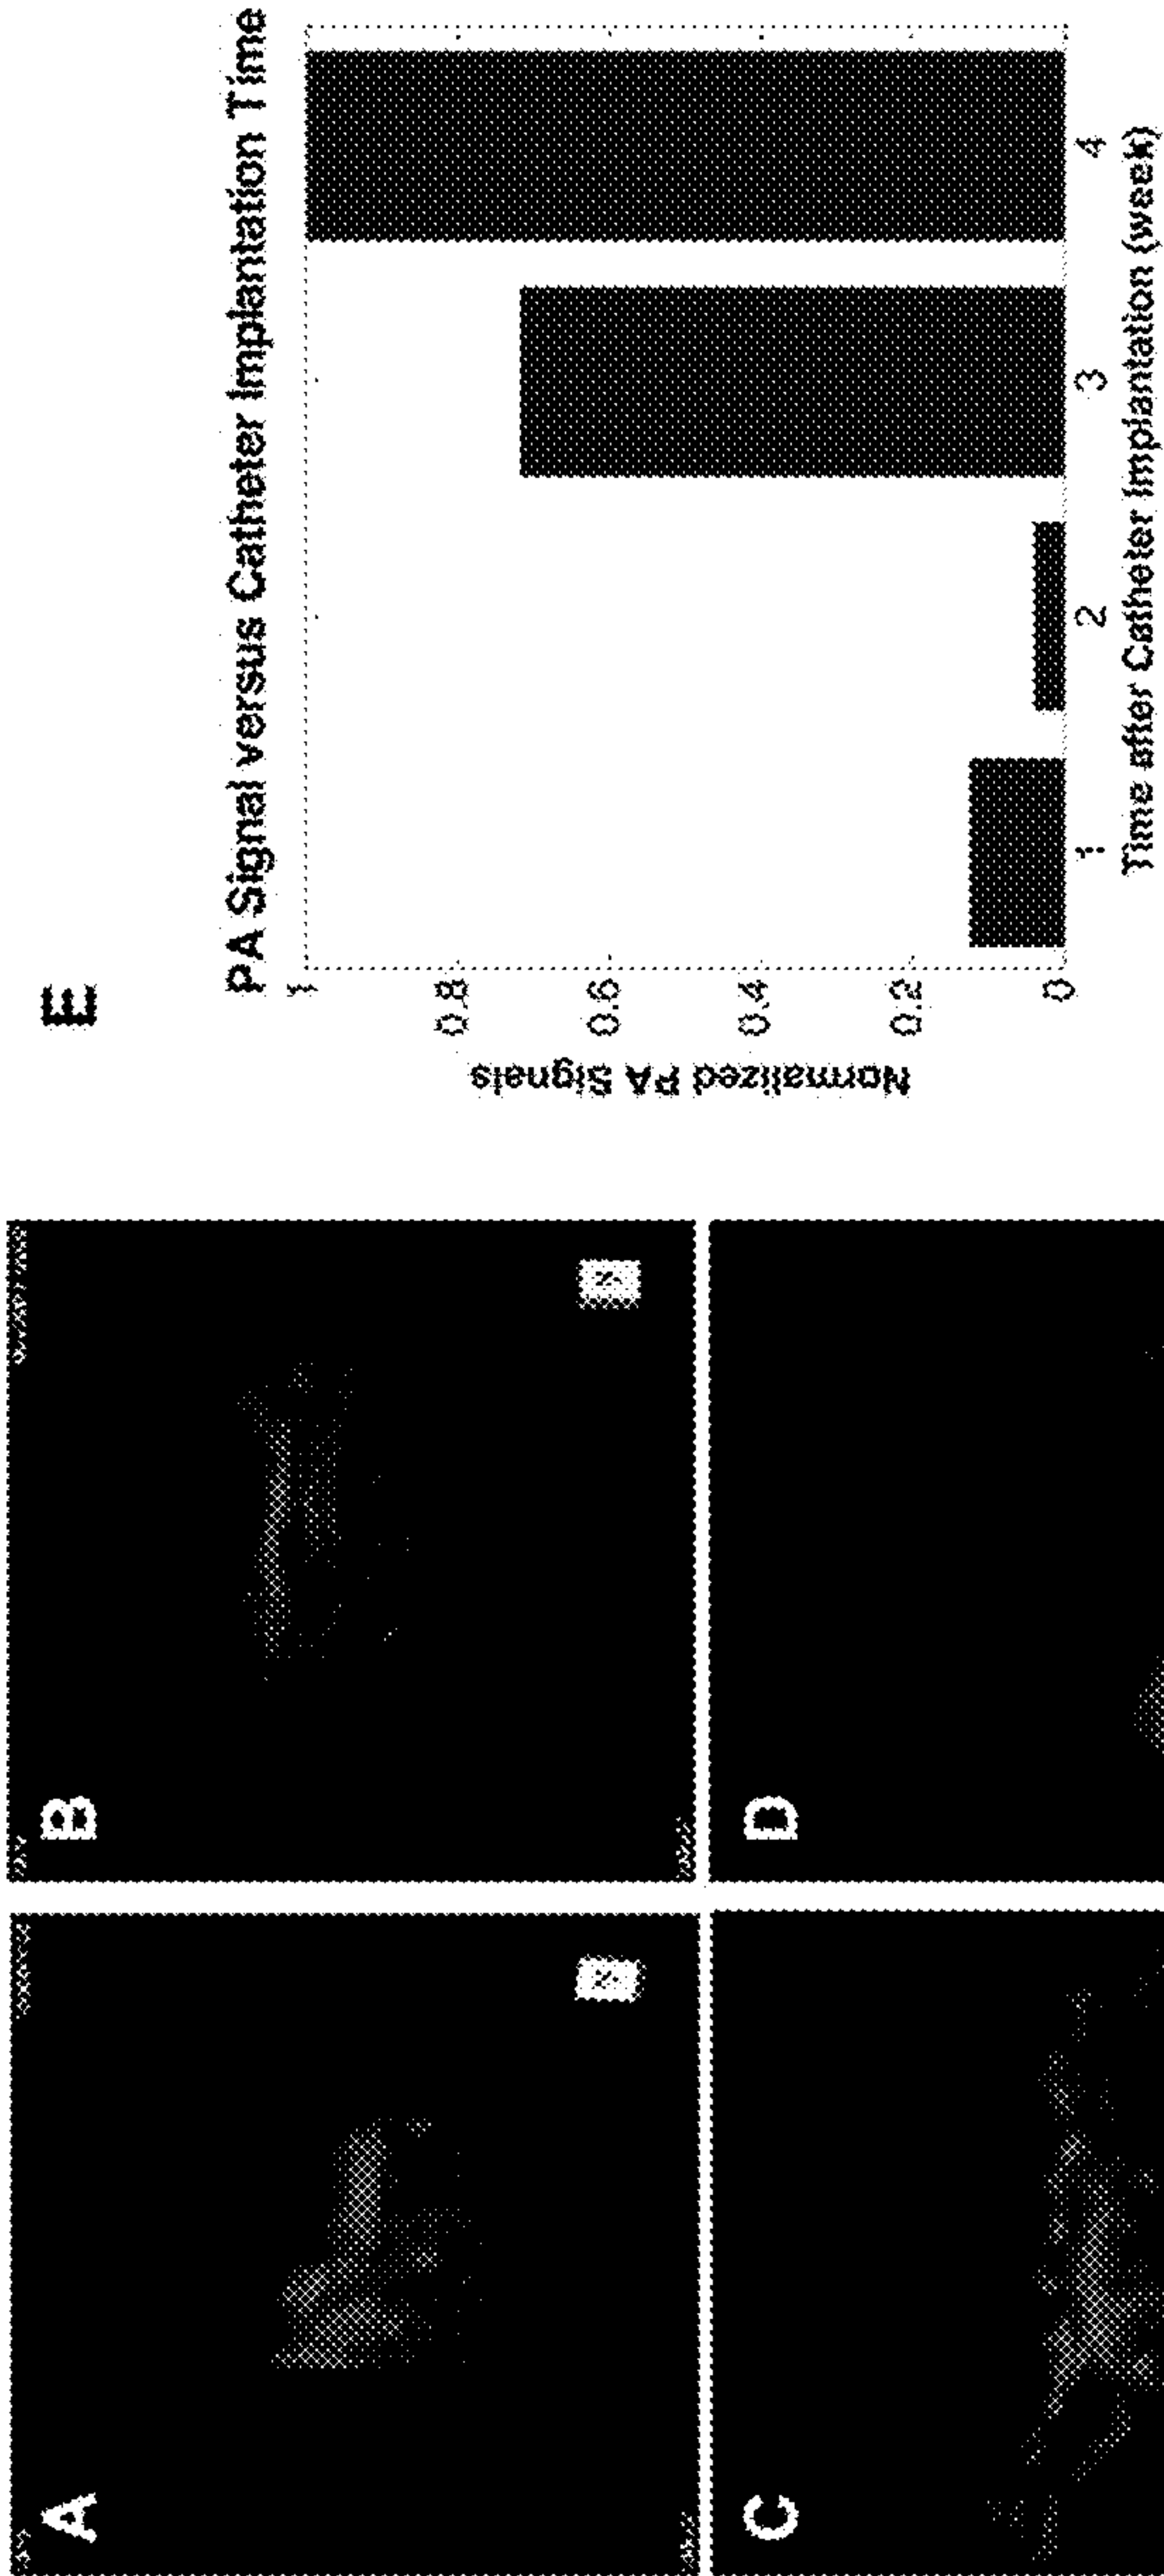 A
B
C
D
E
PA Signal versus Catheter Implantation Time
Normalized PA Signals
1
0.8
0.6
0.4
0.2
0
1 2 3 4
Time after Catheter Implantation (week)